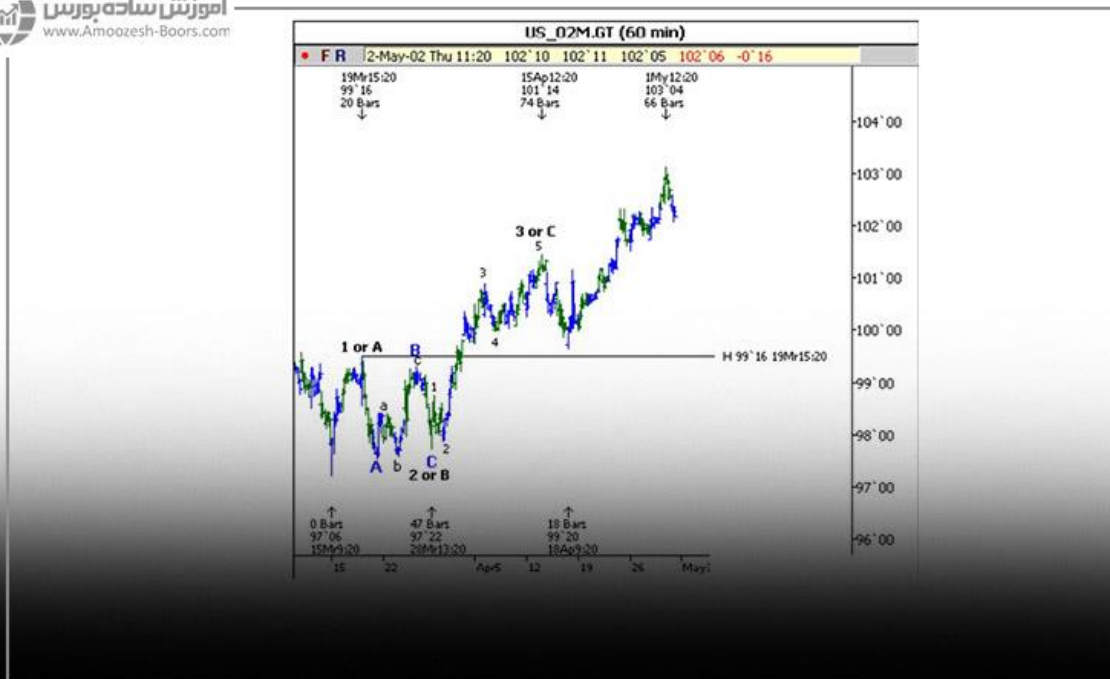 آموزش ساده بورس
www.Amoozesh-Boors.com
US_02M.GT (60 min)
F R 2-May-02 Thu 11:20 102`10 102`11 102`05 102`06 -0`16
19Mr15:20 15Ap12:20 1My12:20
99`16 101`14 103`04
20 Bars 74 Bars 66 Bars
104`00
103`00
3 or C
102`00
5
3
101`00
4
100`00
1 or A
B
H 99`16 19Mr15:20
c
99`00
1
a
98`00
2
A b C
2 or B
97`00
0 Bars 47 Bars 18 Bars
97`06 97`22 99`20
96`00
15Mr9:20 28Mr13:20 18Ap9:20
15 22 Apr5 12 19 26 May